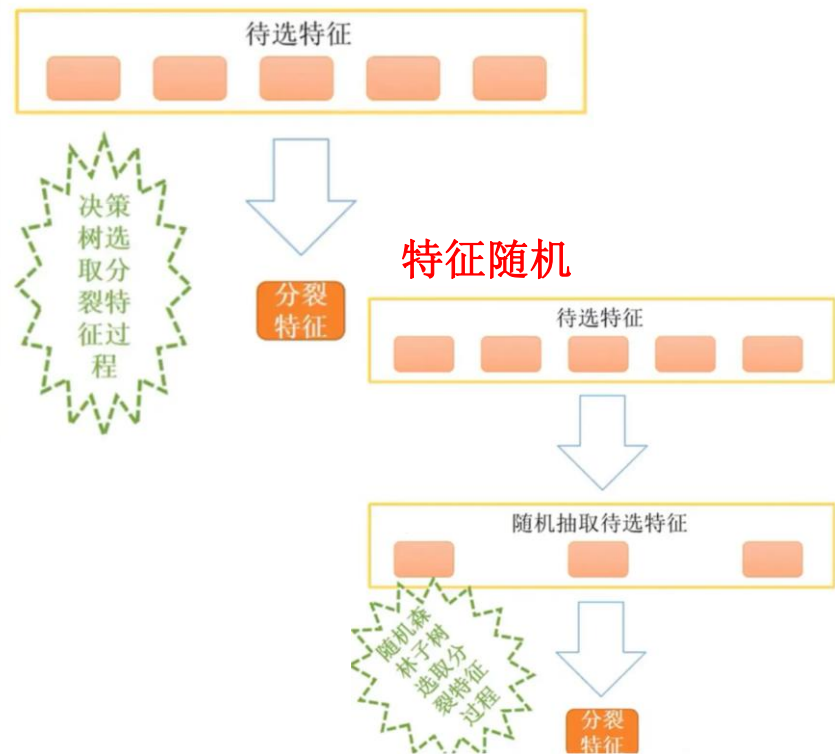 待选特征
决策
树选
取分
裂特
征过
程
分�
特征
特征随机
待选特征
随机抽取待选特征
随机森
林子树
选取分
裂特征
过程
分裂
特征